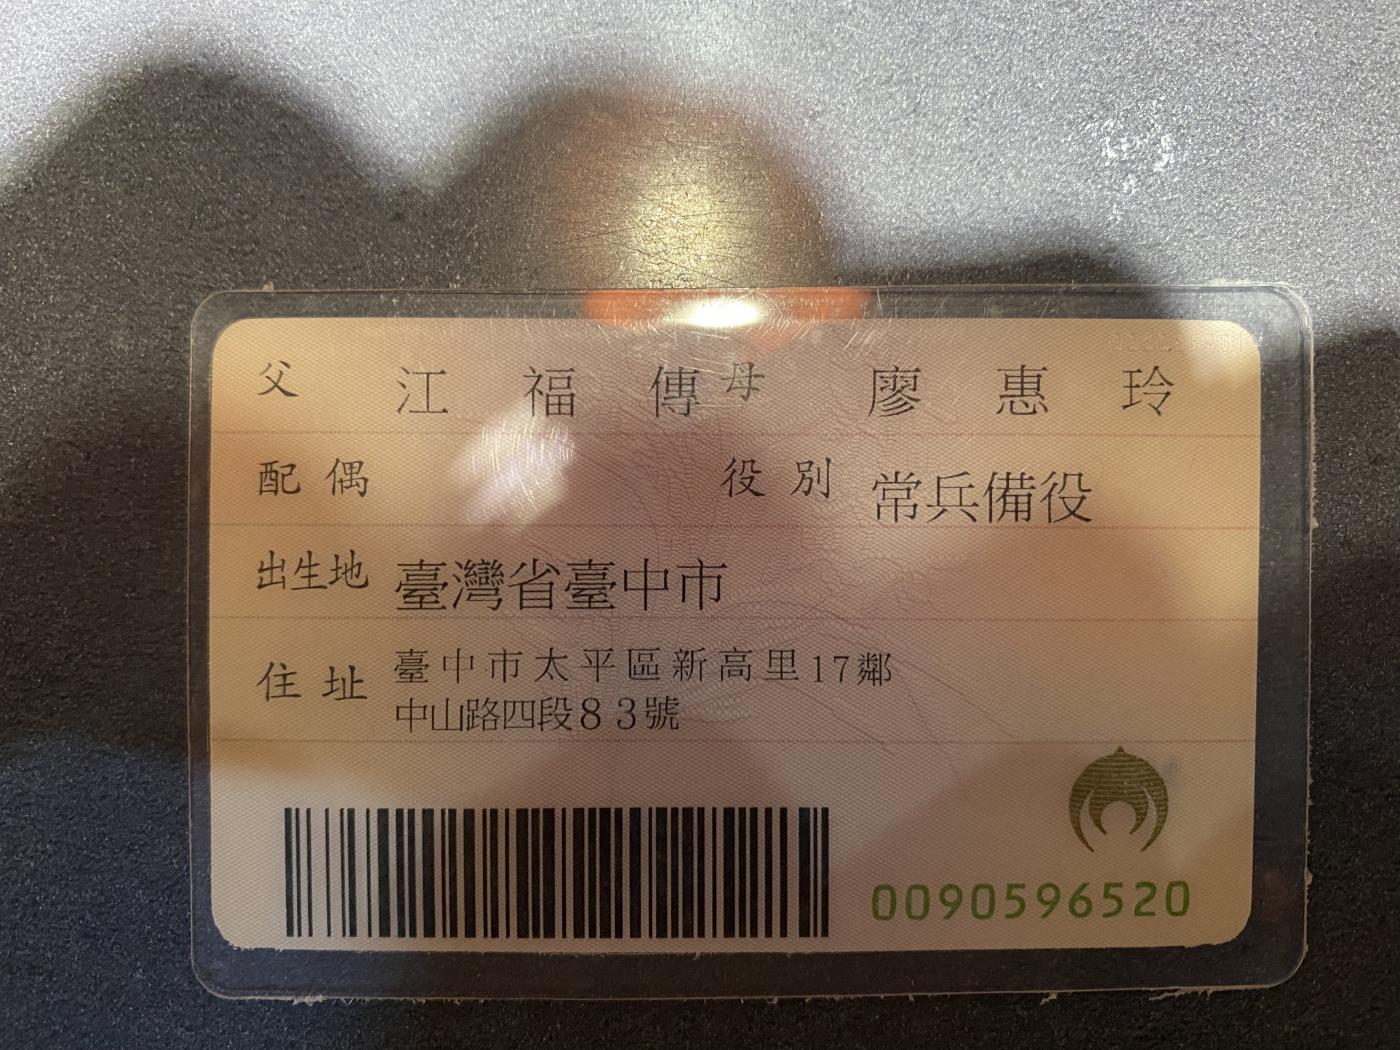 父 江福傳 母 廖惠玲
配偶 役別 常兵備役
出生地 臺灣省臺中市
住址 臺中市太平區新高里17鄰
中山路四段83號
0090596520